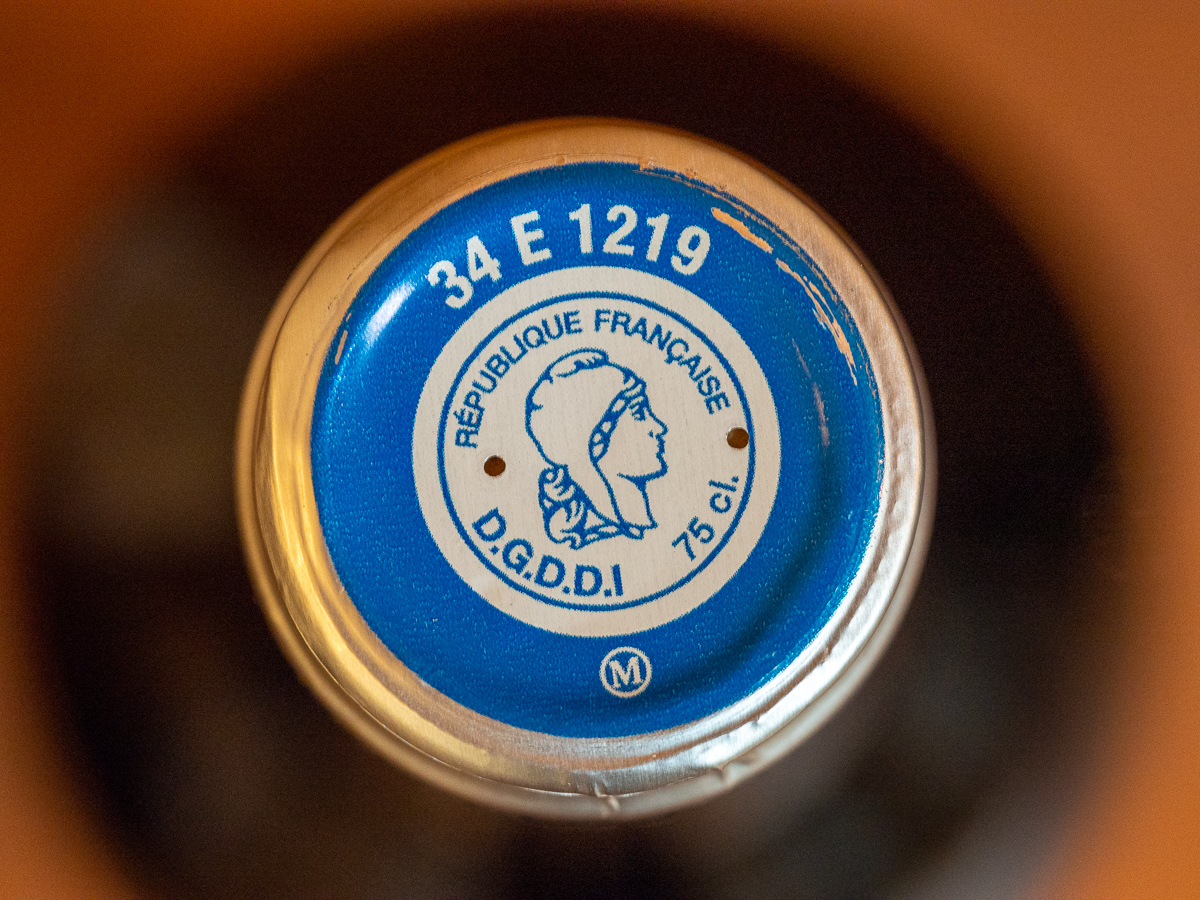 34 E 1219
RÉPUBLIQUE FRANÇAISE
D.G.D.D.I
75 cl.
M